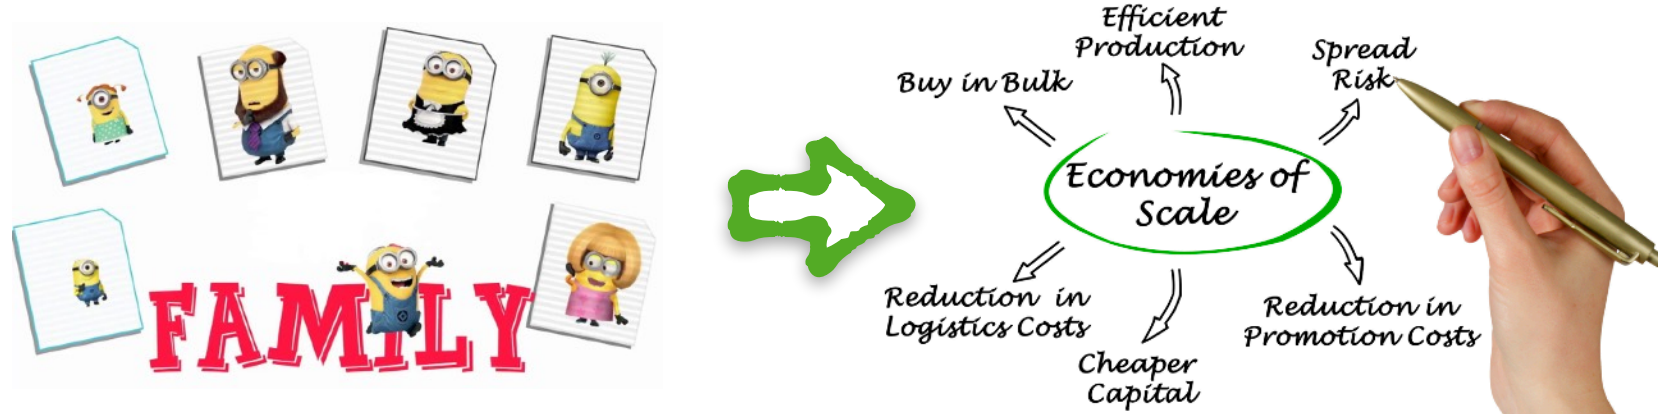 FAMILY
Efficient
Production
Spread
Risk
Buy in Bulk
Economies of
Scale
Reduction in
Logistics Costs
Reduction in
Promotion Costs
Cheaper
Capital